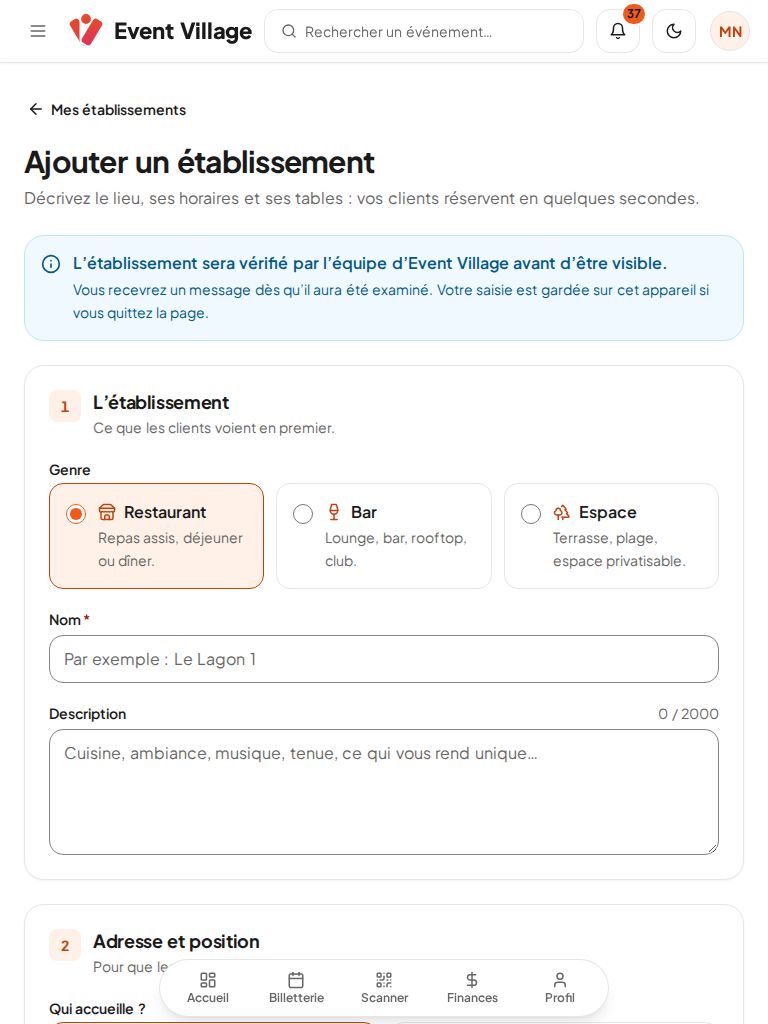 Event Village
Rechercher un événement...
37
MN
Mes établissements
Ajouter un établissement
Décrivez le lieu, ses horaires et ses tables : vos clients réservent en quelques secondes.
L’établissement sera vérifié par l’équipe d’Event Village avant d’être visible.
Vous recevrez un message dès qu’il aura été examiné. Votre saisie est gardée sur cet appareil si
vous quittez la page.
1
L’établissement
Ce que les clients voient en premier.
Genre
Restaurant
Repas assis, déjeuner
ou dîner.
Bar
Lounge, bar, rooftop,
club.
Espace
Terrasse, plage,
espace privatisable.
Nom *
Par exemple : Le Lagon 1
Description
0 / 2000
Cuisine, ambiance, musique, tenue, ce qui vous rend unique…
2
Adresse et position
Pour que le
Qui accueille ?
Accueil
Billetterie
Scanner
Finances
Profil